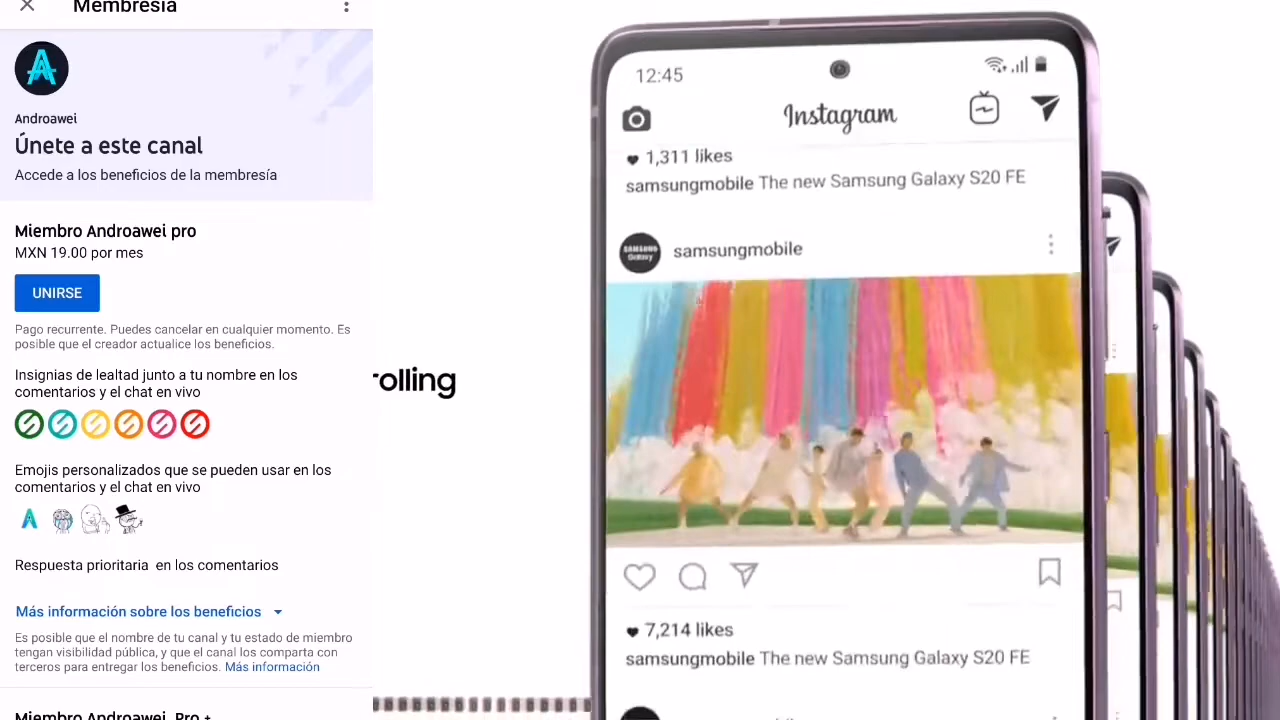 Membresía
Androawei
Únete a este canal
Accede a los beneficios de la membresía
Miembro Androawei pro
MXN 19.00 por mes
UNIRSE
Pago recurrente. Puedes cancelar en cualquier momento. Es
posible que el creador actualice los beneficios.
Insignias de lealtad junto a tu nombre en los
comentarios y el chat en vivo
Emojis personalizados que se pueden usar en los
comentarios y el chat en vivo
Respuesta prioritaria en los comentarios
Más información sobre los beneficios
Es posible que el nombre de tu canal y tu estado de miembro
tengan visibilidad pública, y que el canal los comparta con
terceros para entregar los beneficios. Más información
Miembro Androawei Pro +
rolling
12:45
Instagram
1,311 likes
samsungmobile The new Samsung Galaxy S20 FE
SAMSUNG
Galaxy
samsungmobile
7,214 likes
samsungmobile The new Samsung Galaxy S20 FE